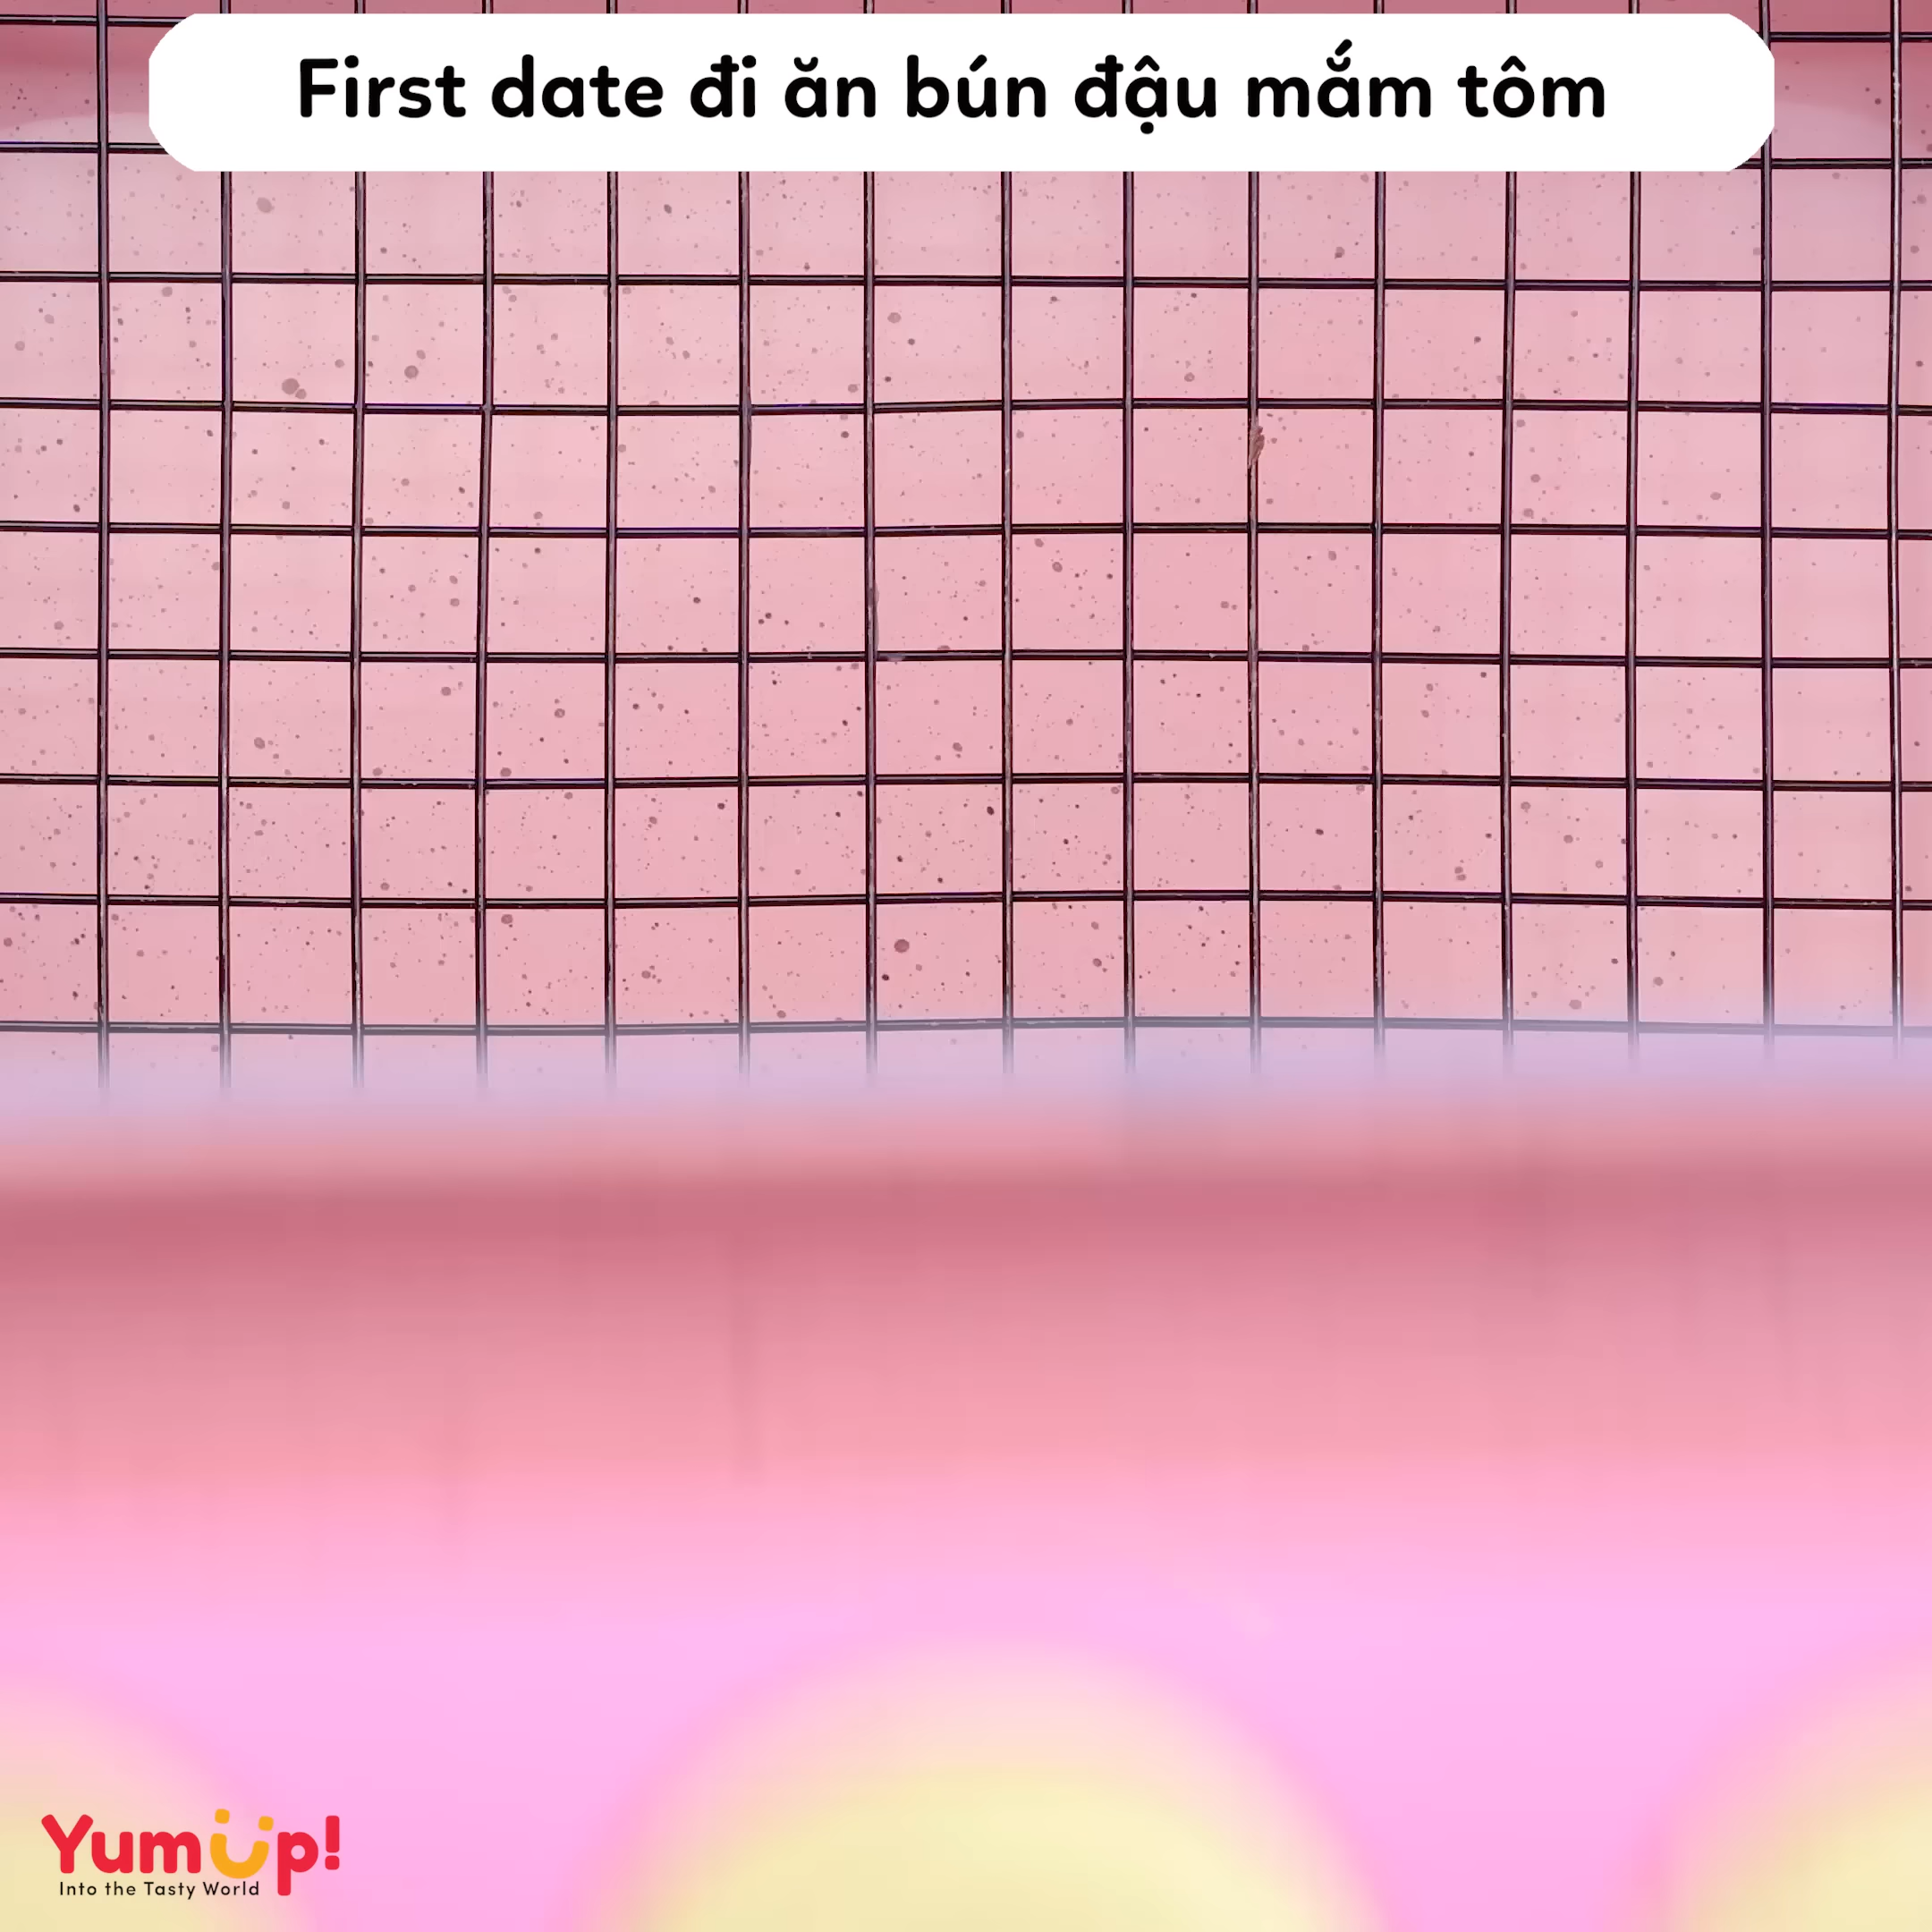 First date đi ăn bún đậu mắm tôm
YumUp!
Into the Tasty World